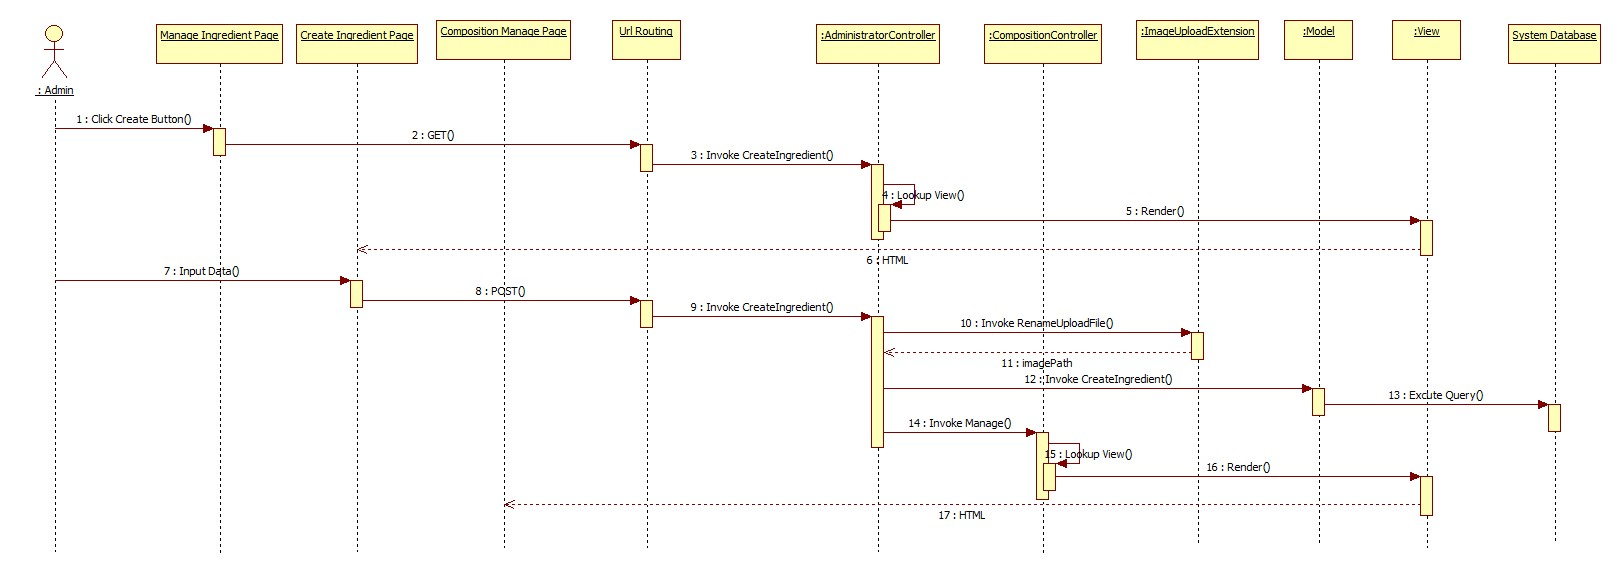 Manage Ingredient Page
Create Ingredient Page
Composition Manage Page
Url Routing
:AdministratorController
:CompositionController
:ImageUploadExtension
:Model
:View
System Database
: Admin
1 : Click Create Button()
2 : GET()
3 : Invoke CreateIngredient()
4 : Lookup View()
5 : Render()
6 : HTML
7 : Input Data()
8 : POST()
9 : Invoke CreateIngredient()
10 : Invoke RenameUploadFile()
11 : imagePath
12 : Invoke CreateIngredient()
13 : Excute Query()
14 : Invoke Manage()
15 : Lookup View()
16 : Render()
17 : HTML